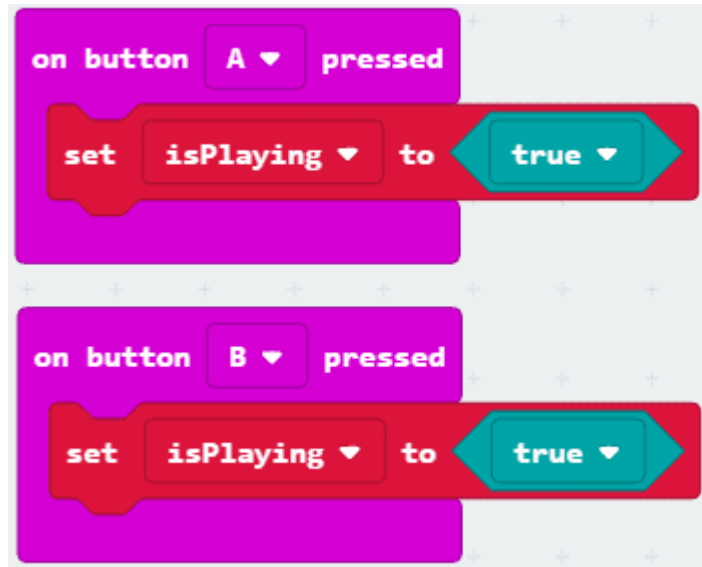 on button A pressed
set isPlaying to true
on button B pressed
set isPlaying to true